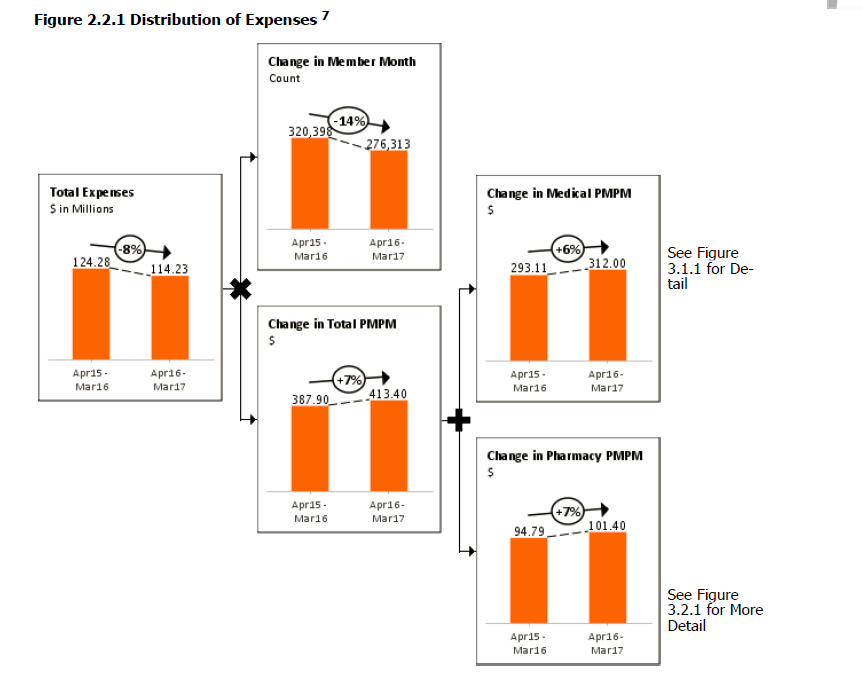 Figure 2.2.1 Distribution of Expenses 7
Change in Member Month
Count
-14%
320,398
276,313
Apr15 -
Mar16
Apr16-
Mar17
Total Expenses
$ in Millions
-8%
124.28
114.23
Apr15 -
Mar16
Apr16-
Mar17
Change in Total PMPM
$
+7%
387.90
413.40
Apr15 -
Mar16
Apr16-
Mar17
Change in Medical PMPM
$
+6%
293.11
312.00
Apr15 -
Mar16
Apr16-
Mar17
See Figure
3.1.1 for De-
tail
Change in Pharmacy PMPM
$
+7%
94.79
101.40
Apr15 -
Mar16
Apr16-
Mar17
See Figure
3.2.1 for More
Detail